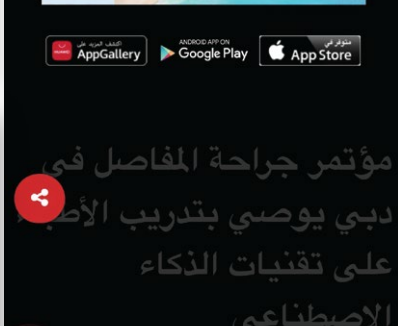 اكتشف المزيد على
AppGallery
ANDROID APP ON
Google Play
متوفر في
App Store
مؤتمر جراحة المفاصل في
دبي يوصي بتدريب الأطباء
على تقنيات الذكاء
الاصطناعي